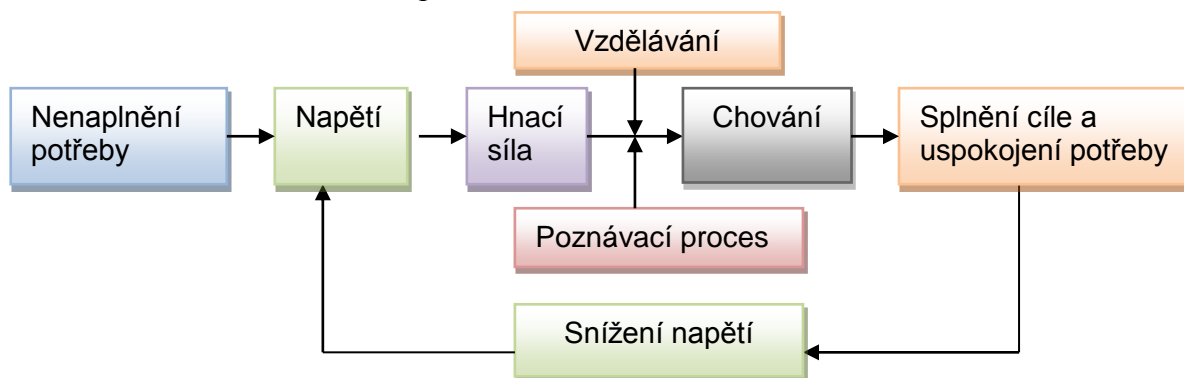 Vzdělávání
Nenaplnění
potřeby
Napětí
Hnací
síla
Chování
Splnění cíle a
uspokojení potřeby
Poznávací proces
Snížení napětí